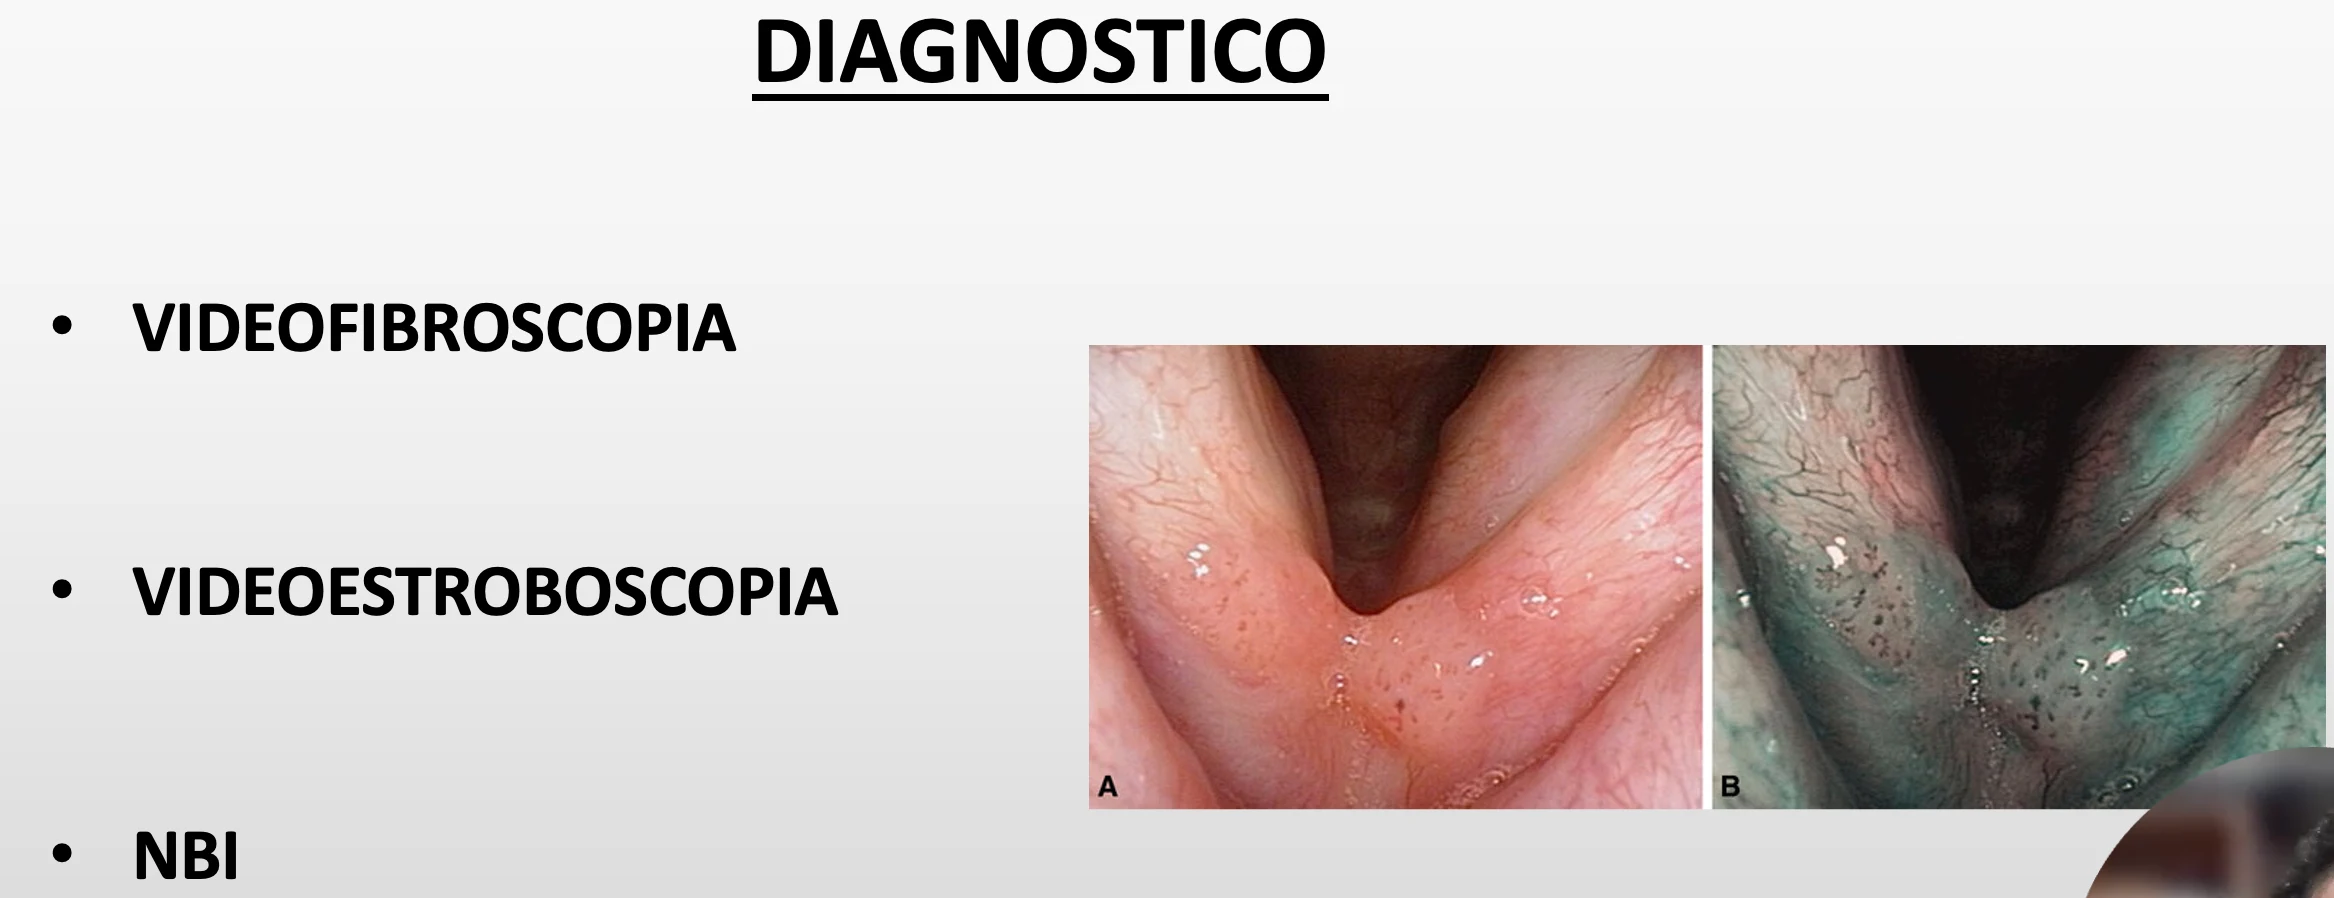 DIAGNOSTICO
• VIDEOFIBROSCOPIA
• VIDEOESTROBOSCOPIA
• NBI
A
B